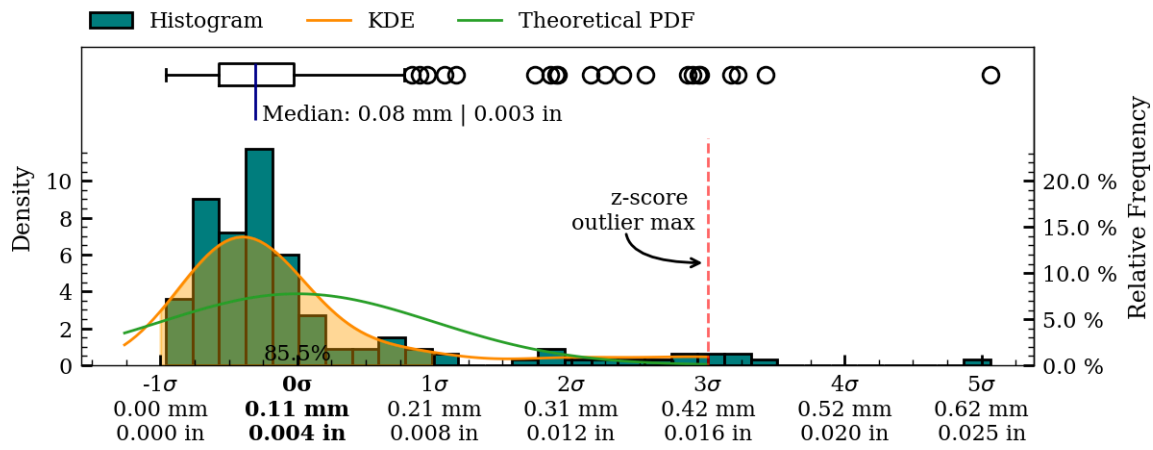 Histogram KDE Theoretical PDF
Median: 0.08 mm | 0.003 in
Density
Relative Frequency
10
8
6
4
2
0
20.0 %
15.0 %
10.0 %
5.0 %
0.0 %
z-score
outlier max
85.5%
-1σ 0σ 1σ 2σ 3σ 4σ 5σ
0.00 mm 0.11 mm 0.21 mm 0.31 mm 0.42 mm 0.52 mm 0.62 mm
0.000 in 0.004 in 0.008 in 0.012 in 0.016 in 0.020 in 0.025 in